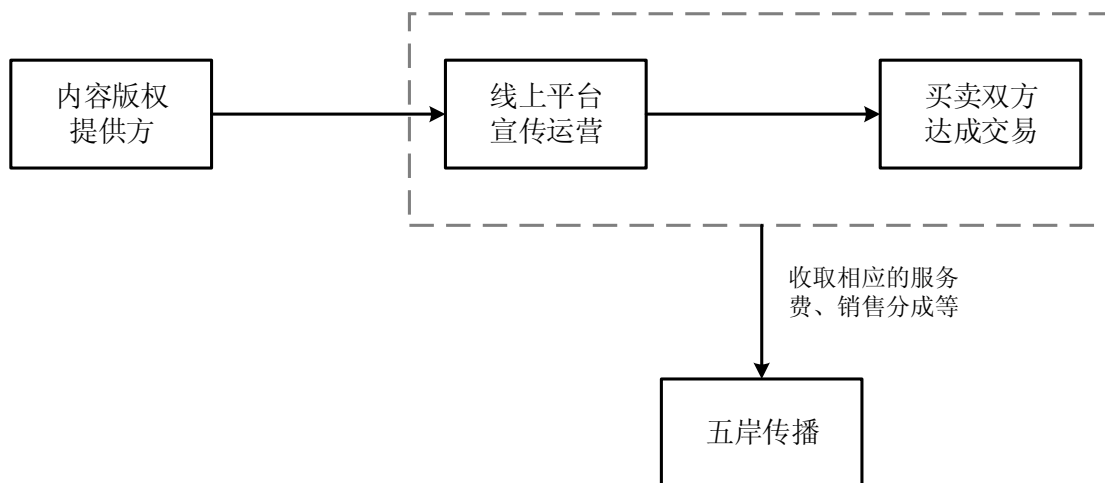 内容版权
提供方
线上平台
宣传运营
买卖双方
达成交易
收取相应的服务
费、销售分成等
五岸传播